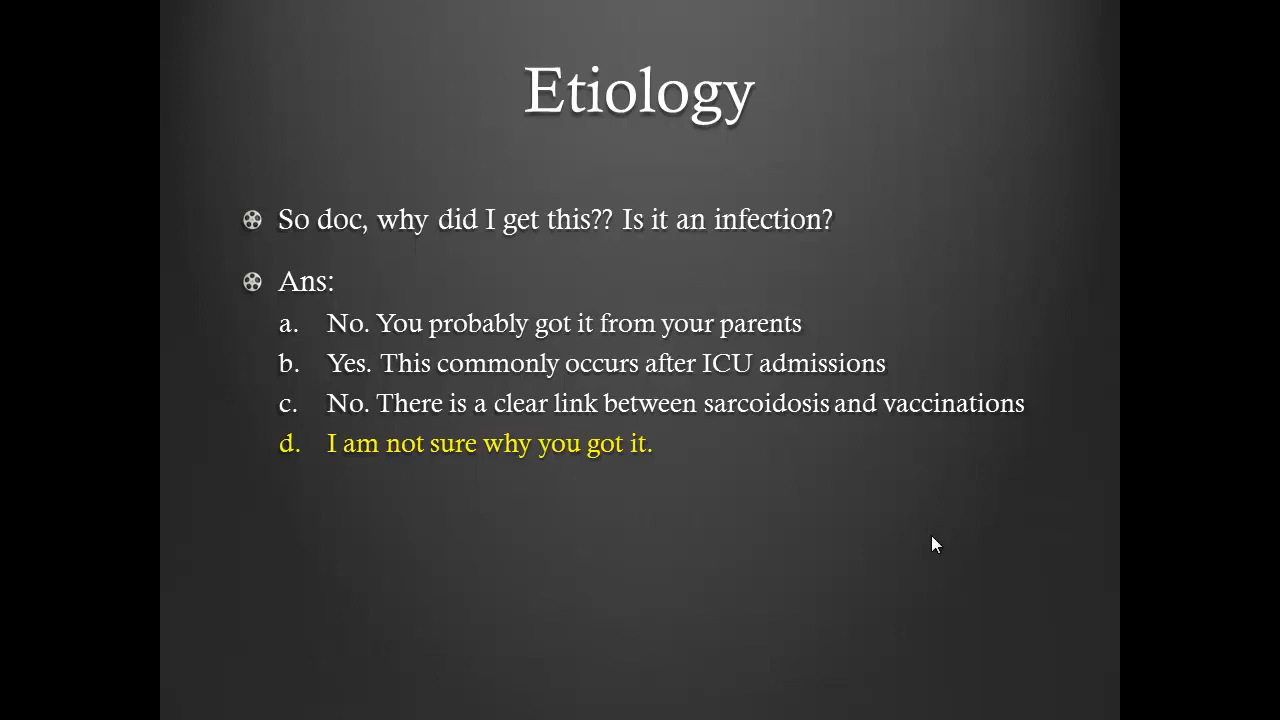 Etiology
So doc, why did I get this?? Is it an infection?
Ans:
a. No. You probably got it from your parents
b. Yes. This commonly occurs after ICU admissions
c. No. There is a clear link between sarcoidosis and vaccinations
d. I am not sure why you got it.